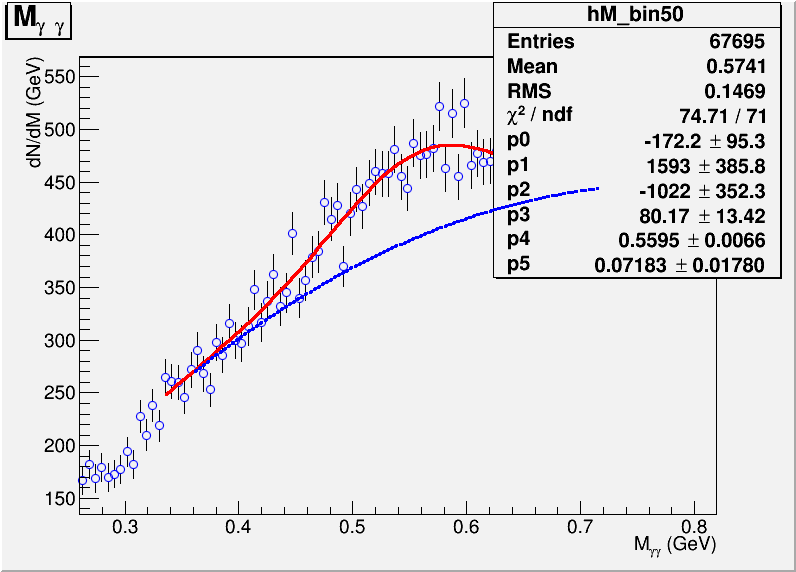 Mγ γ
hM_bin50
Entries 67695
Mean 0.5741
RMS 0.1469
χ² / ndf 74.71 / 71
p0 -172.2 ± 95.3
p1 1593 ± 385.8
p2 -1022 ± 352.3
p3 80.17 ± 13.42
p4 0.5595 ± 0.0066
p5 0.07183 ± 0.01780
dN/dM (GeV)
550
500
450
400
350
300
250
200
150
0.3 0.4 0.5 0.6 0.7 0.8
Mγγ (GeV)